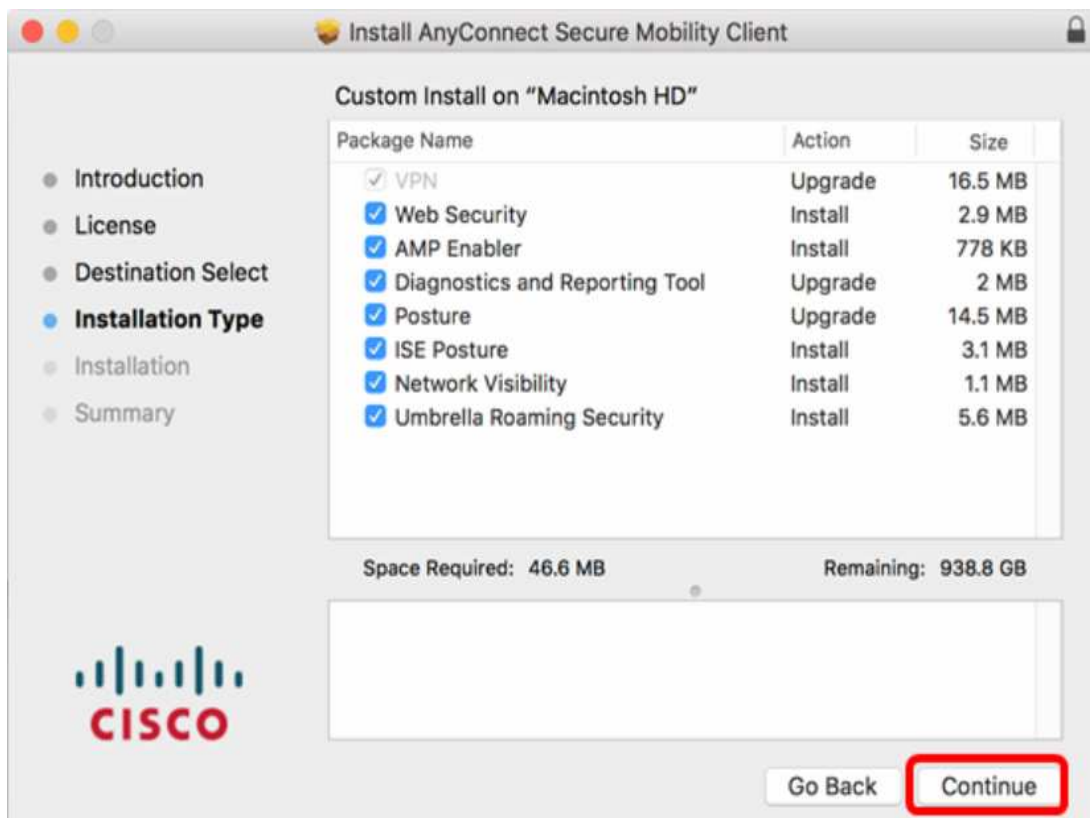 Install AnyConnect Secure Mobility Client
Custom Install on “Macintosh HD”
Package Name Action Size
VPN Upgrade 16.5 MB
Web Security Install 2.9 MB
AMP Enabler Install 778 KB
Diagnostics and Reporting Tool Upgrade 2 MB
Posture Upgrade 14.5 MB
ISE Posture Install 3.1 MB
Network Visibility Install 1.1 MB
Umbrella Roaming Security Install 5.6 MB
Introduction
License
Destination Select
Installation Type
Installation
Summary
Space Required: 46.6 MB Remaining: 938.8 GB
CISCO
Go Back Continue